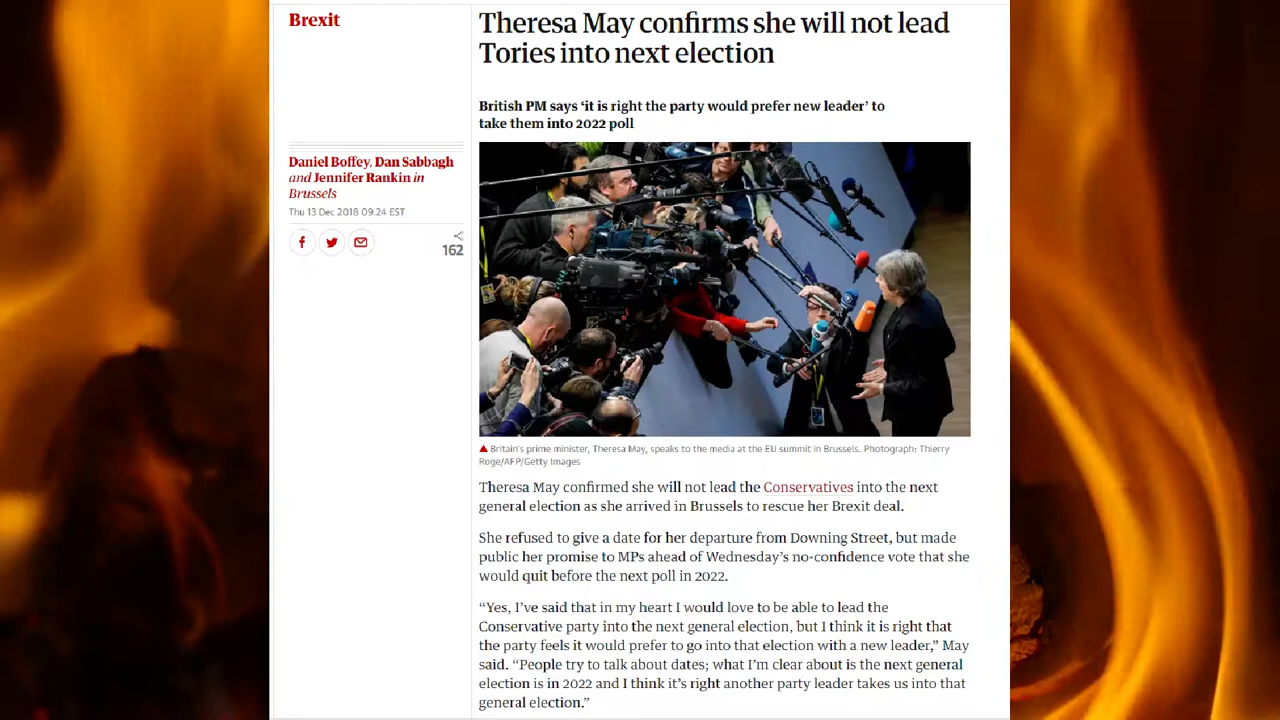 Brexit
Theresa May confirms she will not lead
Tories into next election
British PM says ‘it is right the party would prefer new leader’ to
take them into 2022 poll
Daniel Boffey, Dan Sabbagh
and Jennifer Rankin in
Brussels
Thu 13 Dec 2018 09.24 EST
162
Britain's prime minister, Theresa May, speaks to the media at the EU summit in Brussels. Photograph: Thierry
Roge/AFP/Getty Images
Theresa May confirmed she will not lead the Conservatives into the next
general election as she arrived in Brussels to rescue her Brexit deal.
She refused to give a date for her departure from Downing Street, but made
public her promise to MPs ahead of Wednesday’s no-confidence vote that she
would quit before the next poll in 2022.
“Yes, I’ve said that in my heart I would love to be able to lead the
Conservative party into the next general election, but I think it is right that
the party feels it would prefer to go into that election with a new leader,” May
said. “People try to talk about dates; what I’m clear about is the next general
election is in 2022 and I think it’s right another party leader takes us into that
general election.”